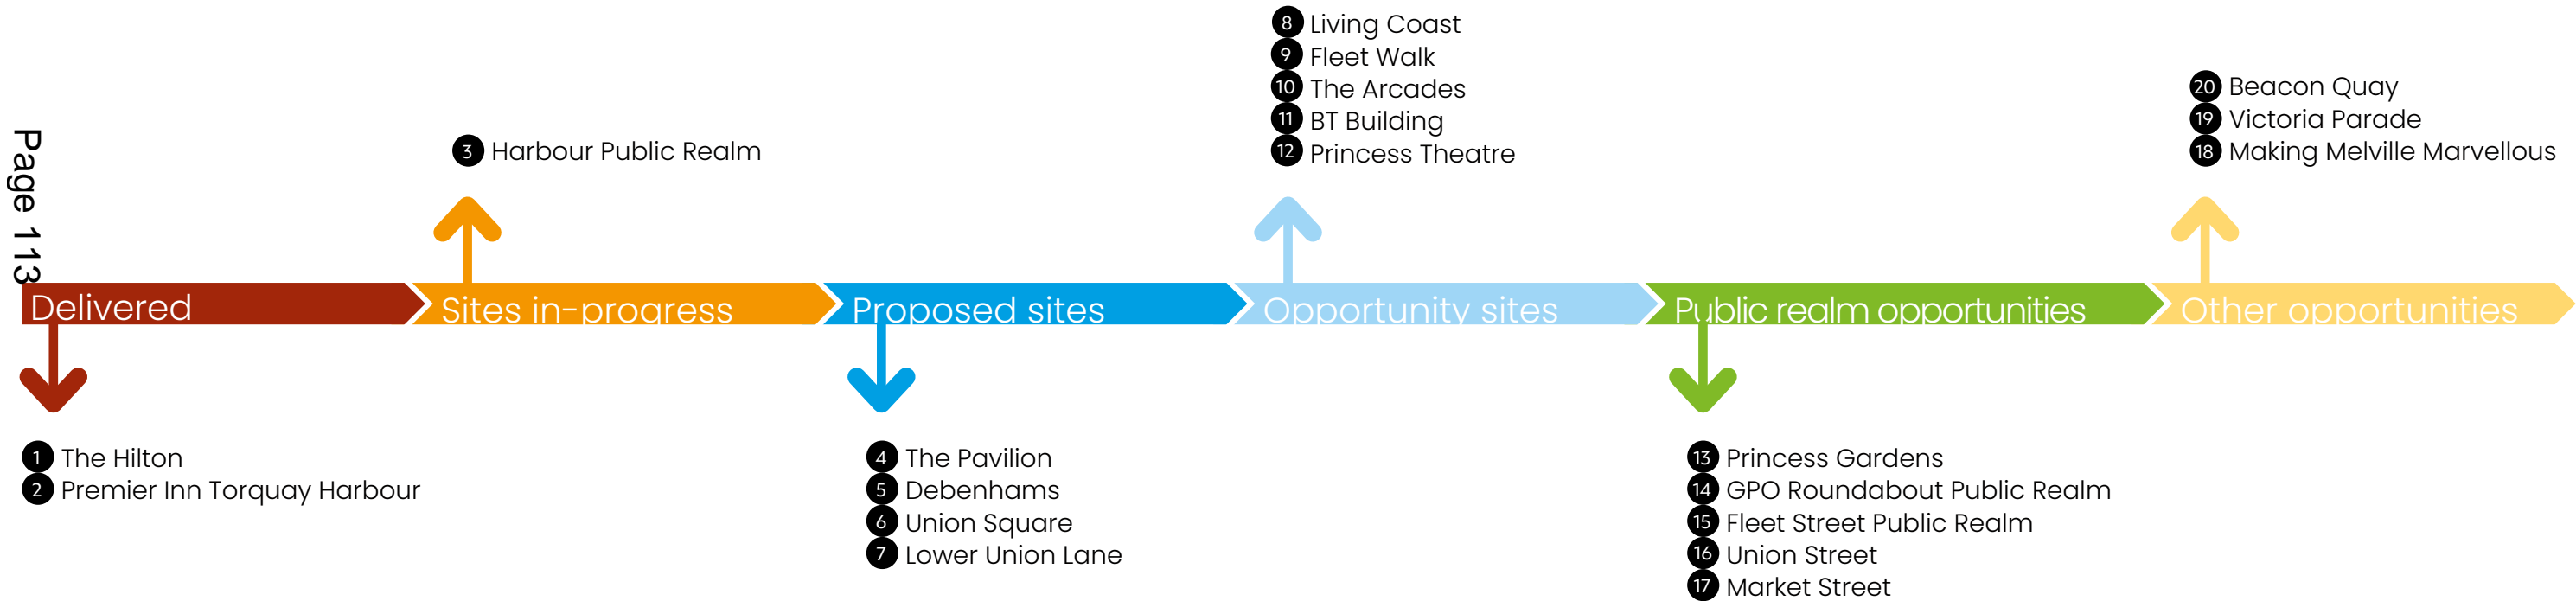 8 Living Coast
9 Fleet Walk
10 The Arcades
11 BT Building
12 Princess Theatre
20 Beacon Quay
19 Victoria Parade
18 Making Melville Marvellous
3 Harbour Public Realm
Page 113
Delivered
Sites in-progress
Proposed sites
Opportunity sites
Public realm opportunities
Other opportunities
1 The Hilton
2 Premier Inn Torquay Harbour
4 The Pavilion
5 Debenhams
6 Union Square
7 Lower Union Lane
13 Princess Gardens
14 GPO Roundabout Public Realm
15 Fleet Street Public Realm
16 Union Street
17 Market Street